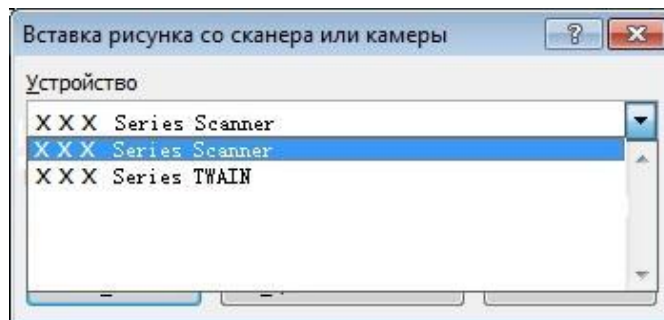 Вставка рисунка со сканера или камеры
Устройство
X X X Series Scanner
X X X Series Scanner
X X X Series TWAIN